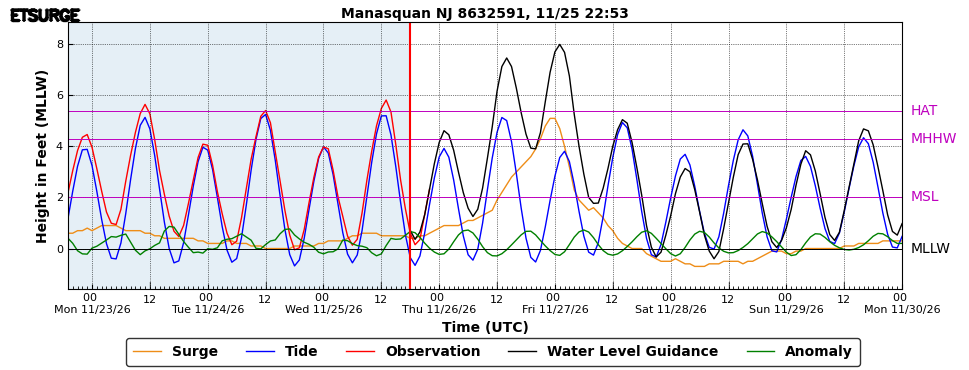 ETSURGE
Manasquan NJ 8632591, 11/25 22:53
Height in Feet (MLLW)
8
6
4
2
0
HAT
MHHW
MSL
MLLW
00 12 00 12 00 12 00 12 00 12 00 12 00 12 00
Mon 11/23/26 Tue 11/24/26 Wed 11/25/26 Thu 11/26/26 Fri 11/27/26 Sat 11/28/26 Sun 11/29/26 Mon 11/30/26
Time (UTC)
Surge Tide Observation Water Level Guidance Anomaly